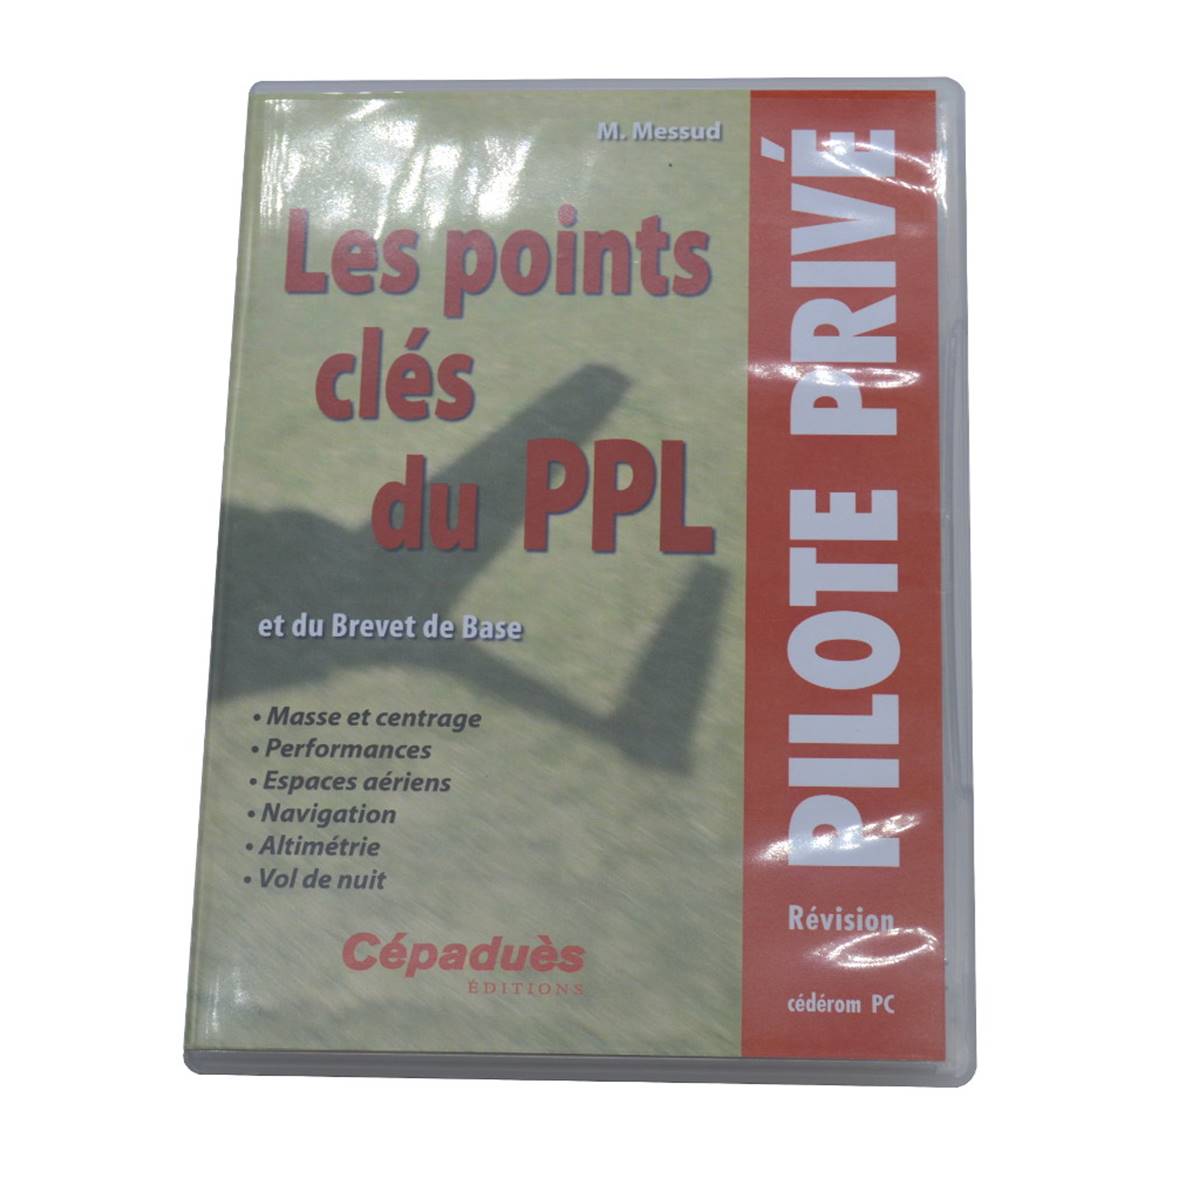 M. Messud
Les points
clés
du PPL
et du Brevet de Base
• Masse et centrage
• Performances
• Espaces aériens
• Navigation
• Altimétrie
• Vol de nuit
Cépaduès
ÉDITIONS
PILOTE PRIVÉ
Révision
cédérom PC